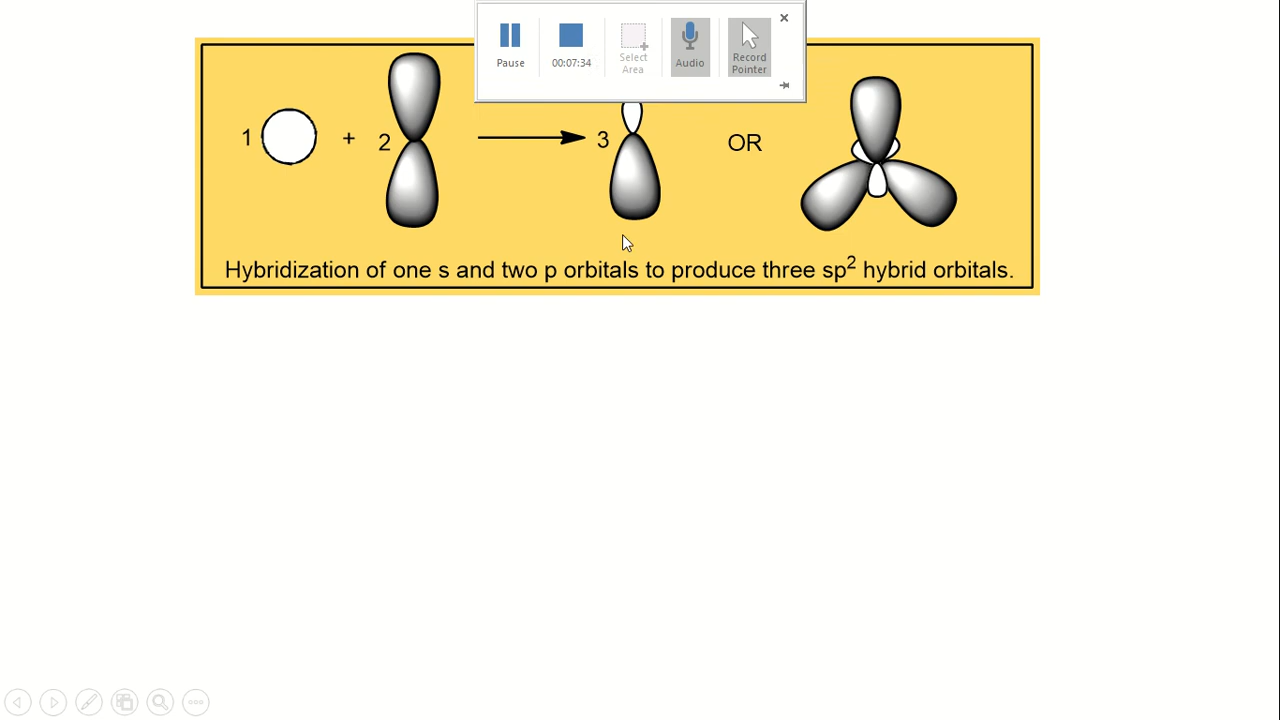 Pause
00:07:34
Select
Area
Audio
Record
Pointer
1 + 2 3 OR
Hybridization of one s and two p orbitals to produce three sp² hybrid orbitals.